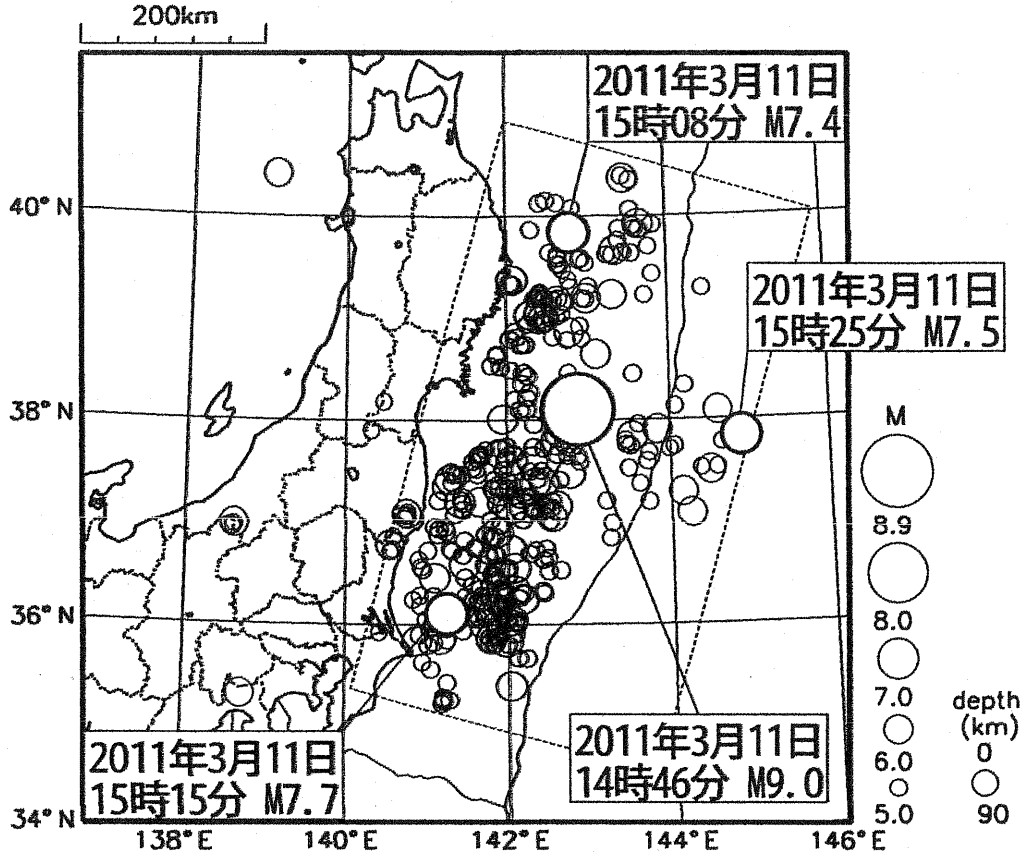 200km
2011年3月11日
15時08分 M7.4
40°N
2011年3月11日
15時25分 M7.5
38°N
M
8.9
8.0
36°N
7.0
depth
(km)
0
6.0
90
5.0
2011年3月11日
14時46分 M9.0
2011年3月11日
15時15分 M7.7
34°N
138°E
140°E
142°E
144°E
146°E